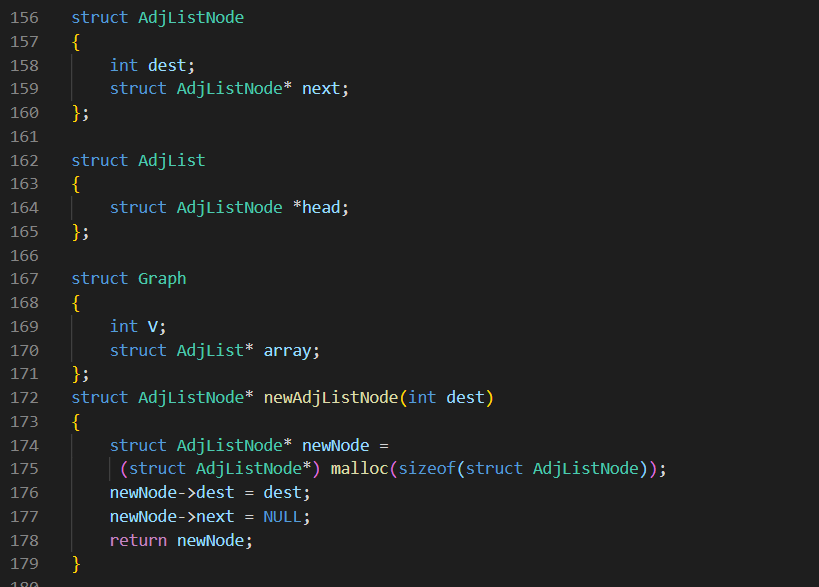 156 struct AdjListNode
157 {
158     int dest;
159     struct AdjListNode* next;
160 };
161
162 struct AdjList
163 {
164     struct AdjListNode *head;
165 };
166
167 struct Graph
168 {
169     int V;
170     struct AdjList* array;
171 };
172 struct AdjListNode* newAdjListNode(int dest)
173 {
174     struct AdjListNode* newNode =
175      (struct AdjListNode*) malloc(sizeof(struct AdjListNode));
176     newNode->dest = dest;
177     newNode->next = NULL;
178     return newNode;
179 }
180